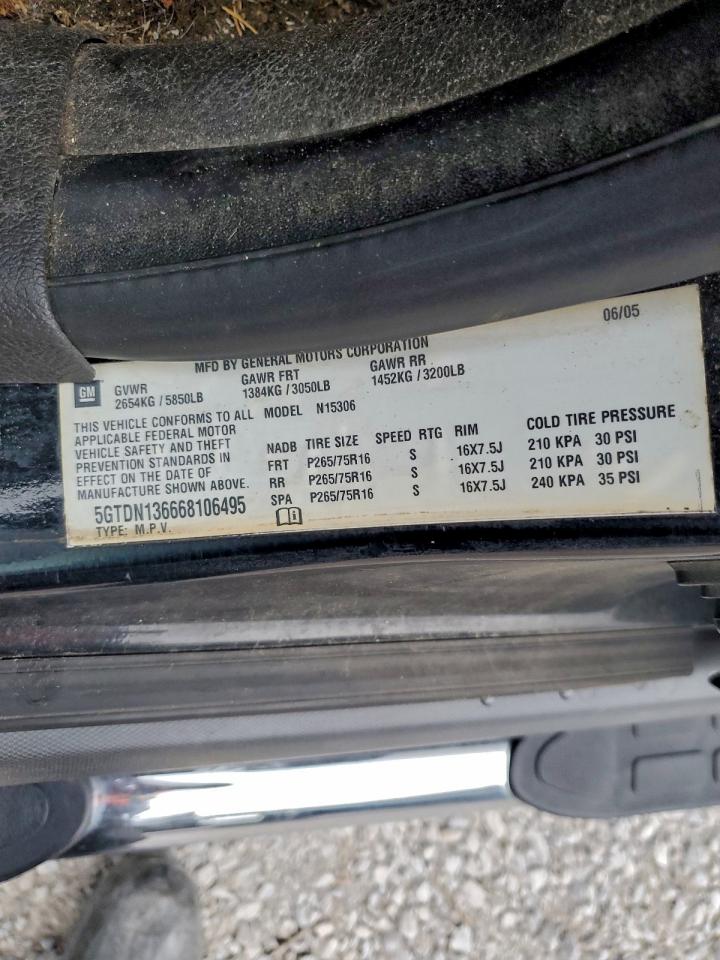 06/05
MFD BY GENERAL MOTORS CORPORATION
GM
GVWR GAWR FRT GAWR RR
2654KG / 5850LB 1384KG / 3050LB 1452KG / 3200LB
THIS VEHICLE CONFORMS TO ALL
APPLICABLE FEDERAL MOTOR
VEHICLE SAFETY AND THEFT
PREVENTION STANDARDS IN
EFFECT ON THE DATE OF
MANUFACTURE SHOWN ABOVE.
5GTDN136668106495
TYPE: M.P.V.
MODEL N15306
NADB TIRE SIZE SPEED RTG RIM COLD TIRE PRESSURE
FRT P265/75R16 S 16X7.5J 210 KPA 30 PSI
RR P265/75R16 S 16X7.5J 210 KPA 30 PSI
SPA P265/75R16 S 16X7.5J 240 KPA 35 PSI